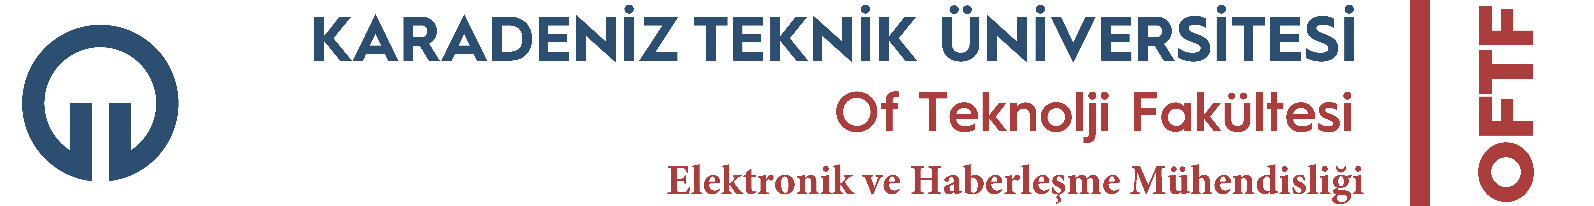 KARADENİZ TEKNİK ÜNİVERSİTESİ
Of Teknolji Fakültesi
Elektronik ve Haberleşme Mühendisliği
OFTF